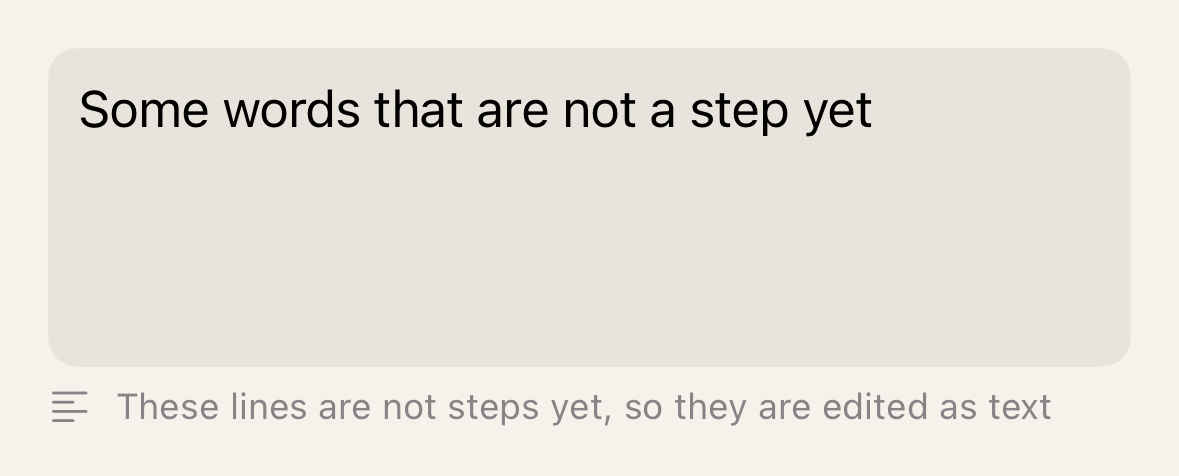 Some words that are not a step yet
These lines are not steps yet, so they are edited as text